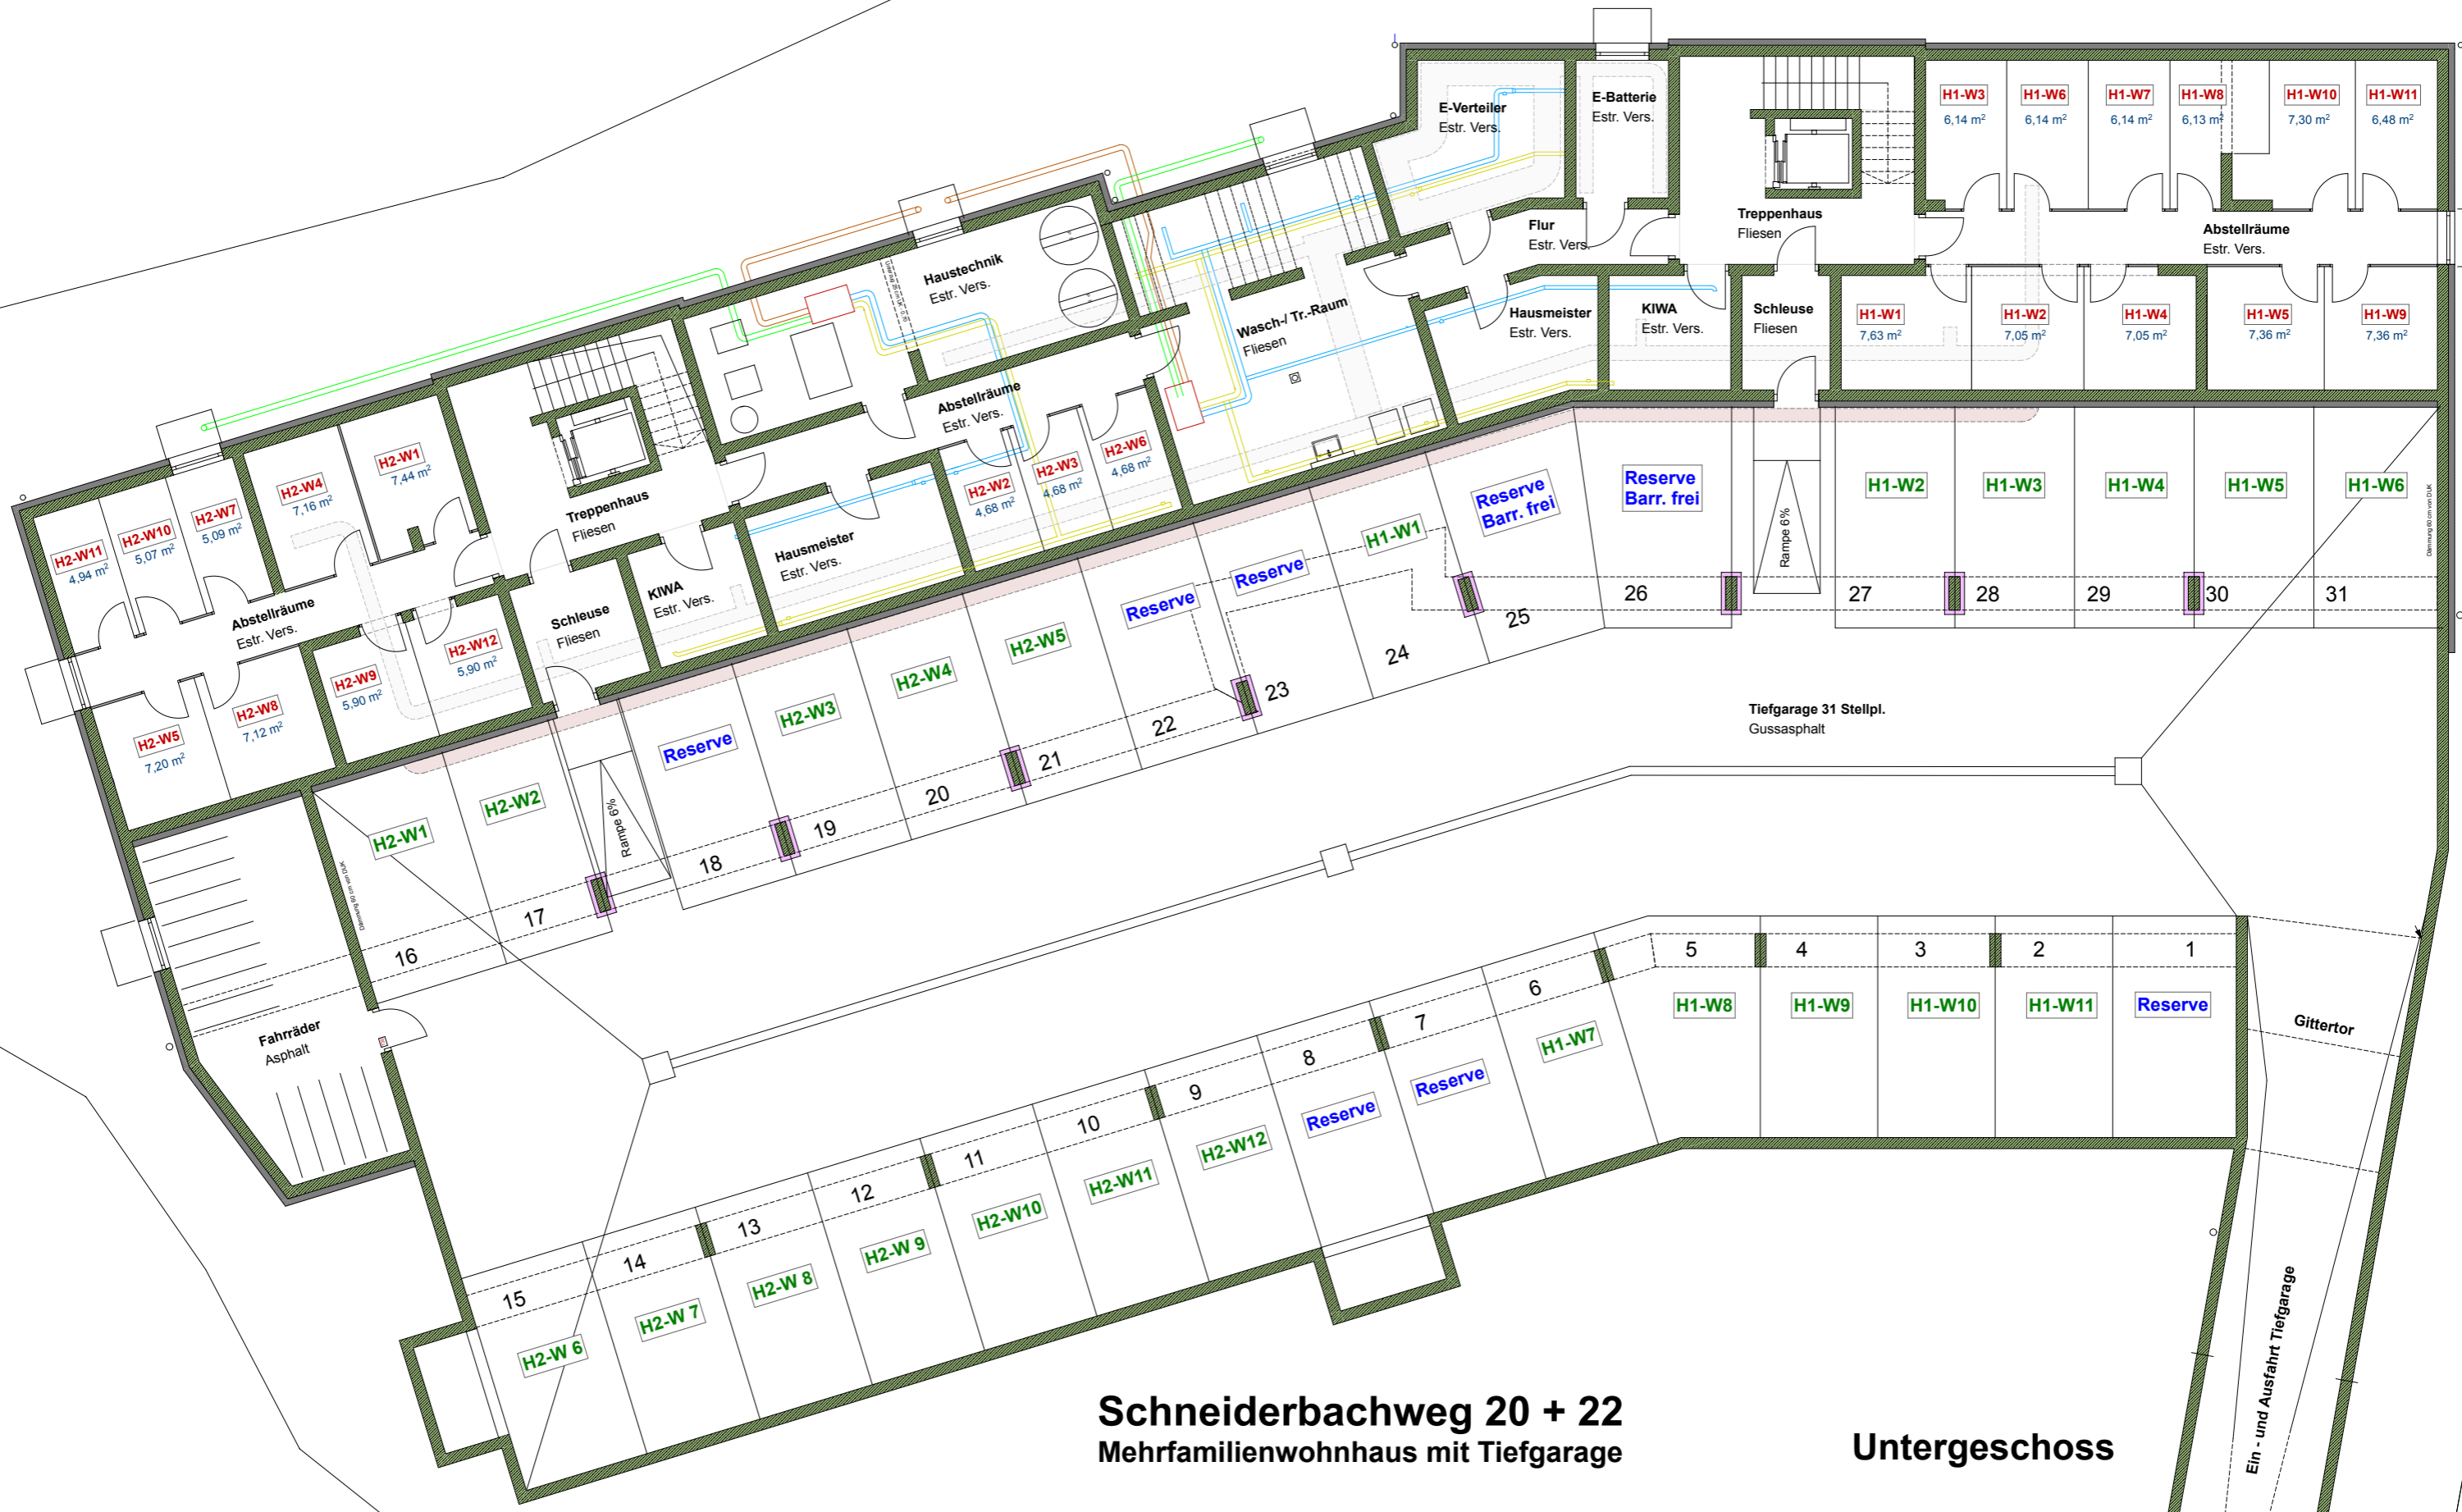 E-Verteiler
Estr. Vers.
E-Batterie
Estr. Vers.
H1-W3
6,14 m²
H1-W6
6,14 m²
H1-W7
6,14 m²
H1-W8
6,13 m²
H1-W10
7,30 m²
H1-W11
6,48 m²
Treppenhaus
Fliesen
Flur
Estr. Vers.
Abstellräume
Estr. Vers.
Haustechnik
Estr. Vers.
Wasch-/ Tr.-Raum
Fliesen
Hausmeister
Estr. Vers.
KIWA
Estr. Vers.
Schleuse
Fliesen
H1-W1
7,63 m²
H1-W2
7,05 m²
H1-W4
7,05 m²
H1-W5
7,36 m²
H1-W9
7,36 m²
Abstellräume
Estr. Vers.
H2-W2
4,68 m²
H2-W3
4,68 m²
H2-W6
4,68 m²
H2-W11
4,94 m²
H2-W10
5,07 m²
H2-W7
5,09 m²
H2-W4
7,16 m²
H2-W1
7,44 m²
Treppenhaus
Fliesen
Hausmeister
Estr. Vers.
KIWA
Estr. Vers.
Schleuse
Fliesen
Abstellräume
Estr. Vers.
H2-W5
7,20 m²
H2-W8
7,12 m²
H2-W9
5,90 m²
H2-W12
5,90 m²
H2-W1
16
H2-W2
17
Rampe 6%
Reserve
18
H2-W3
19
H2-W4
20
H2-W5
21
Reserve
22
Reserve
23
H1-W1
24
Reserve
Barr. frei
25
Reserve
Barr. frei
26
Rampe 6%
H1-W2
27
H1-W3
28
H1-W4
29
H1-W5
30
H1-W6
31
Dämmung 60 cm von DUK
Dämmung 60 cm von DUK
Tiefgarage 31 Stellpl.
Gussasphalt
Fahrräder
Asphalt
15
H2-W 6
14
H2-W 7
13
H2-W 8
12
H2-W 9
11
H2-W10
10
H2-W11
9
H2-W12
8
Reserve
7
Reserve
6
H1-W7
5
H1-W8
4
H1-W9
3
H1-W10
2
H1-W11
1
Reserve
Gittertor
Ein - und Ausfahrt Tiefgarage
Schneiderbachweg 20 + 22
Mehrfamilienwohnhaus mit Tiefgarage
Untergeschoss